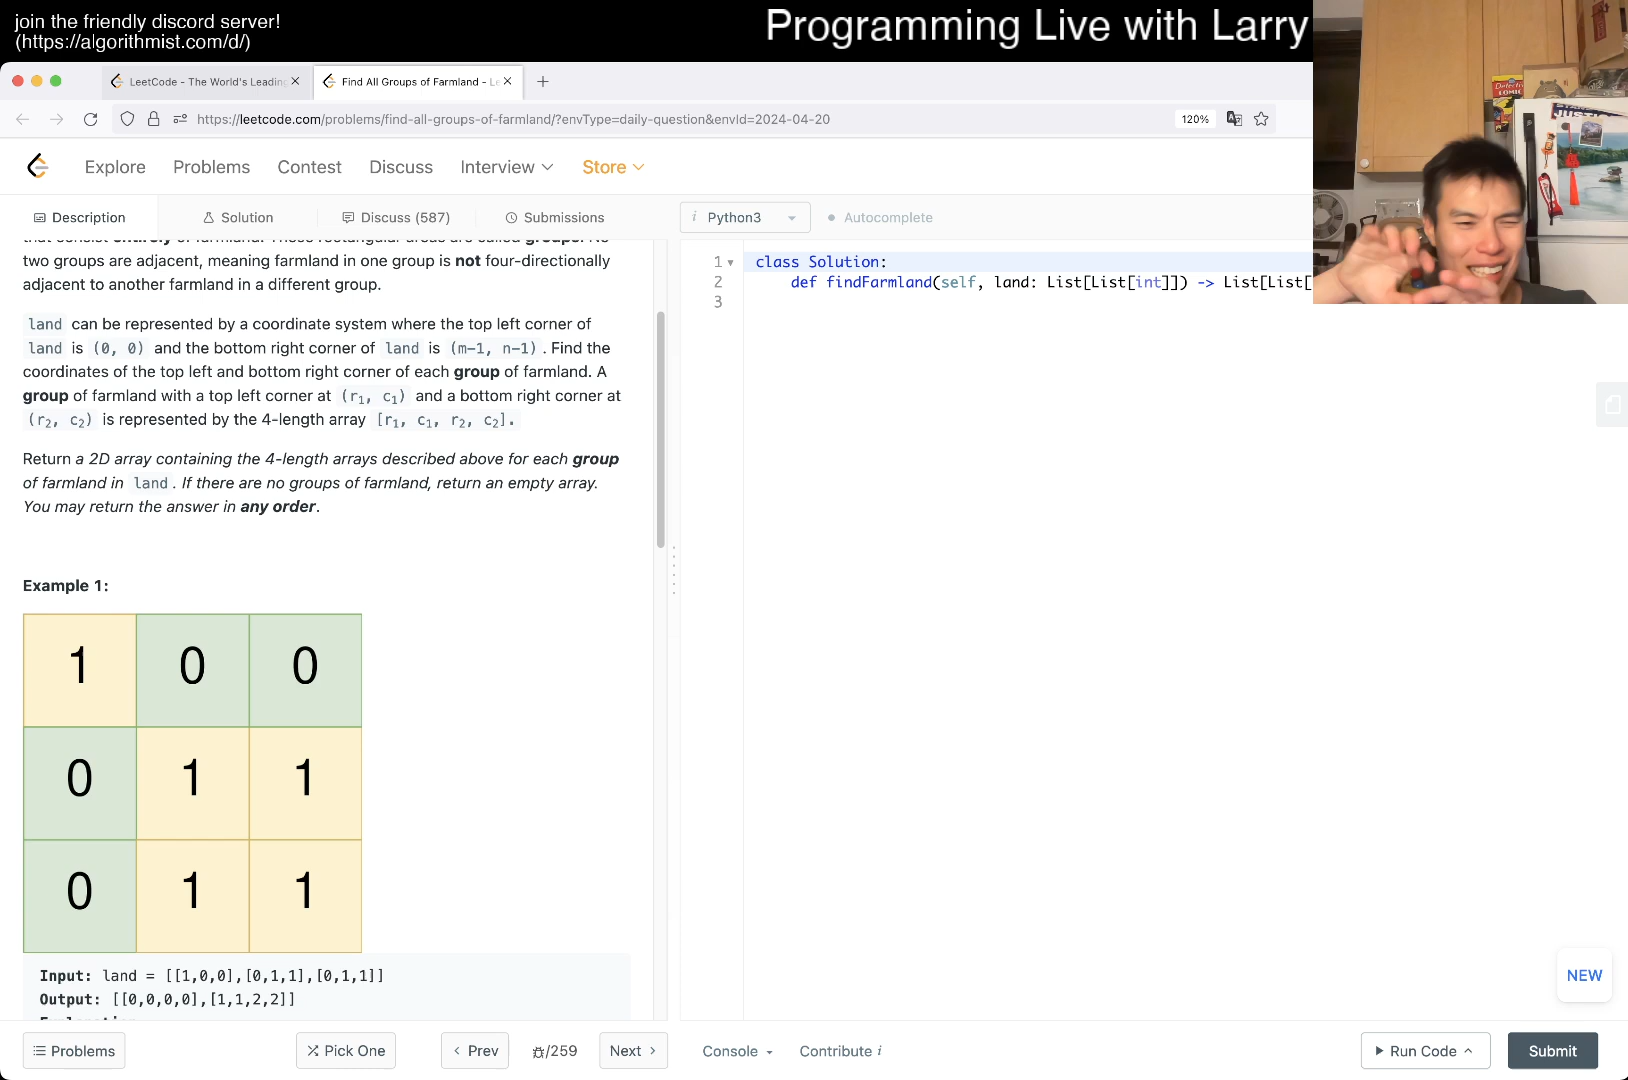 join the friendly discord server!
(https://algorithmist.com/d/)
Programming Live with Larry
LeetCode - The World's Leading
Find All Groups of Farmland - Le
https://leetcode.com/problems/find-all-groups-of-farmland/?envType=daily-question&envId=2024-04-20
120%
Explore
Problems
Contest
Discuss
Interview
Store
Description
Solution
Discuss (587)
Submissions
i Python3
Autocomplete
that consist entirely of farmland. These rectangular areas are called groups. No
two groups are adjacent, meaning farmland in one group is not four-directionally
adjacent to another farmland in a different group.
land can be represented by a coordinate system where the top left corner of
land is (0, 0) and the bottom right corner of land is (m-1, n-1). Find the
coordinates of the top left and bottom right corner of each group of farmland. A
group of farmland with a top left corner at (r₁, c₁) and a bottom right corner at
(r₂, c₂) is represented by the 4-length array [r₁, c₁, r₂, c₂].
Return a 2D array containing the 4-length arrays described above for each group
of farmland in land. If there are no groups of farmland, return an empty array.
You may return the answer in any order.
Example 1:
1 0 0
0 1 1
0 1 1
Input: land = [[1,0,0],[0,1,1],[0,1,1]]
Output: [[0,0,0,0],[1,1,2,2]]
1 class Solution:
2 def findFarmland(self, land: List[List[int]]) -> List[List[
3
NEW
Problems
Pick One
Prev
/259
Next
Console
Contribute i
Run Code
Submit